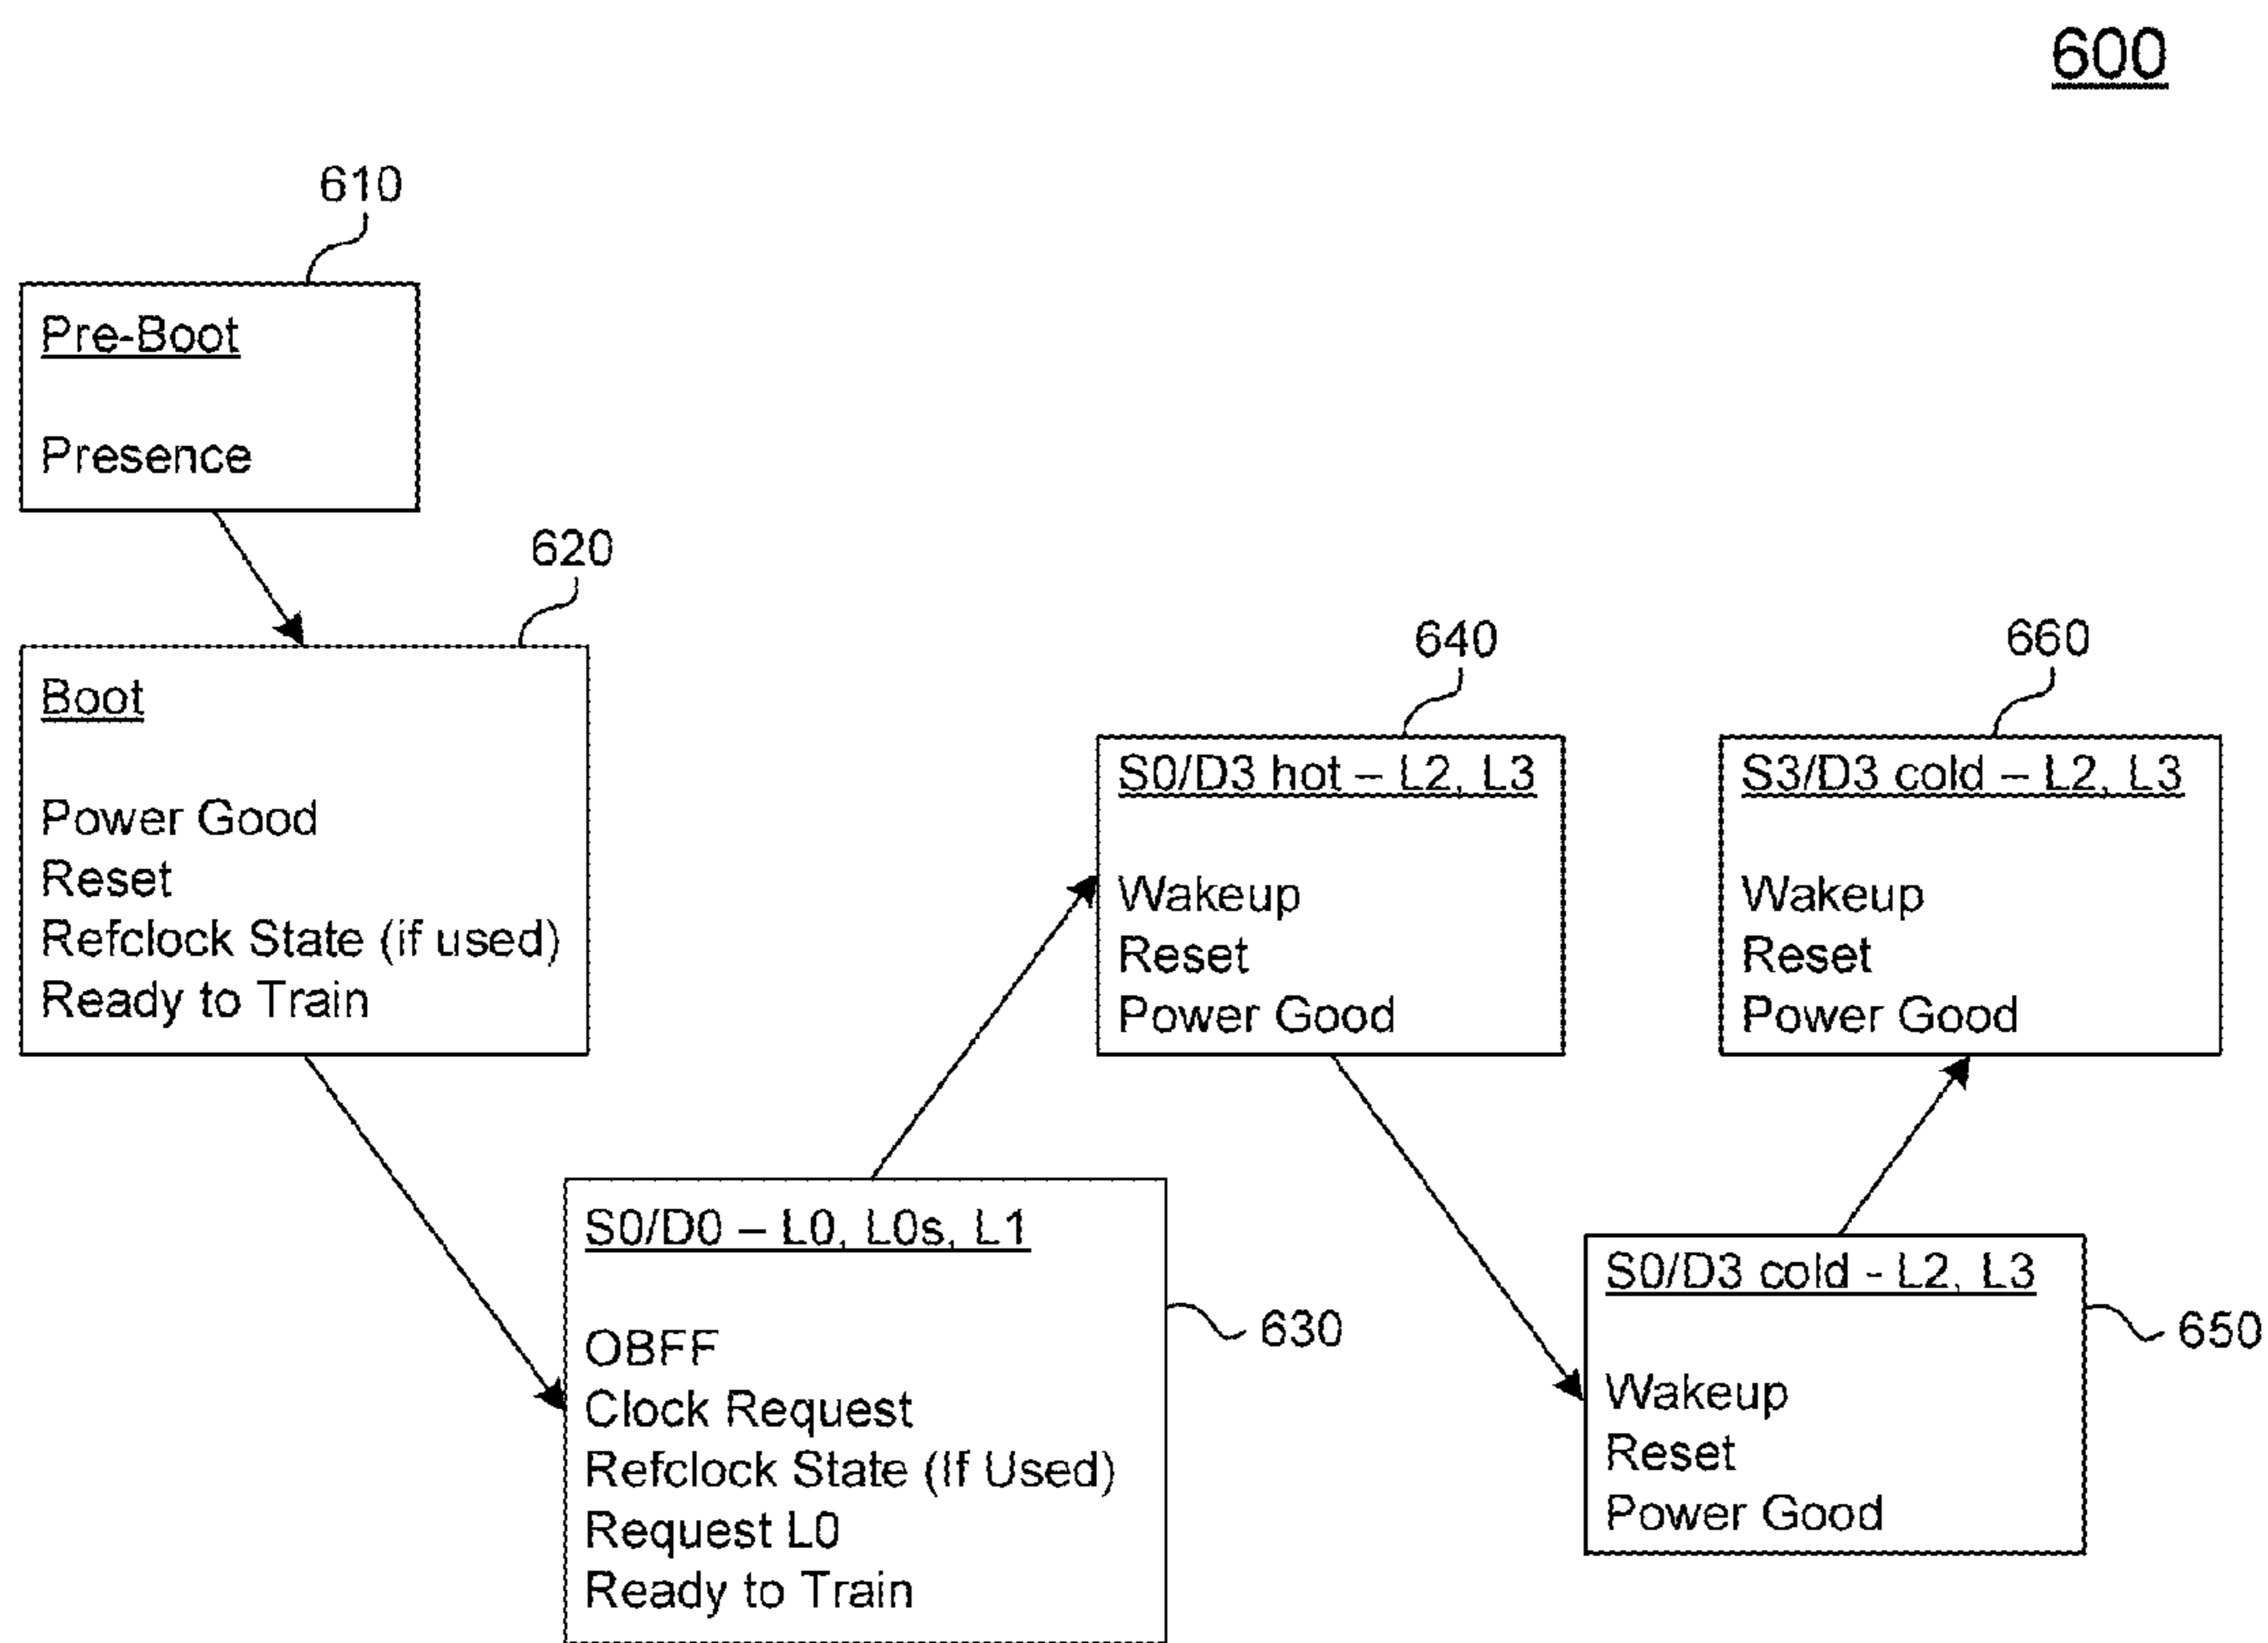 600
610
Pre-Boot
Presence
620
Boot
Power Good
Reset
Refclock State (if used)
Ready to Train
630
S0/D0 – L0, L0s, L1
OBFF
Clock Request
Refclock State (If Used)
Request L0
Ready to Train
640
S0/D3 hot – L2, L3
Wakeup
Reset
Power Good
650
S0/D3 cold - L2, L3
Wakeup
Reset
Power Good
660
S3/D3 cold – L2, L3
Wakeup
Reset
Power Good